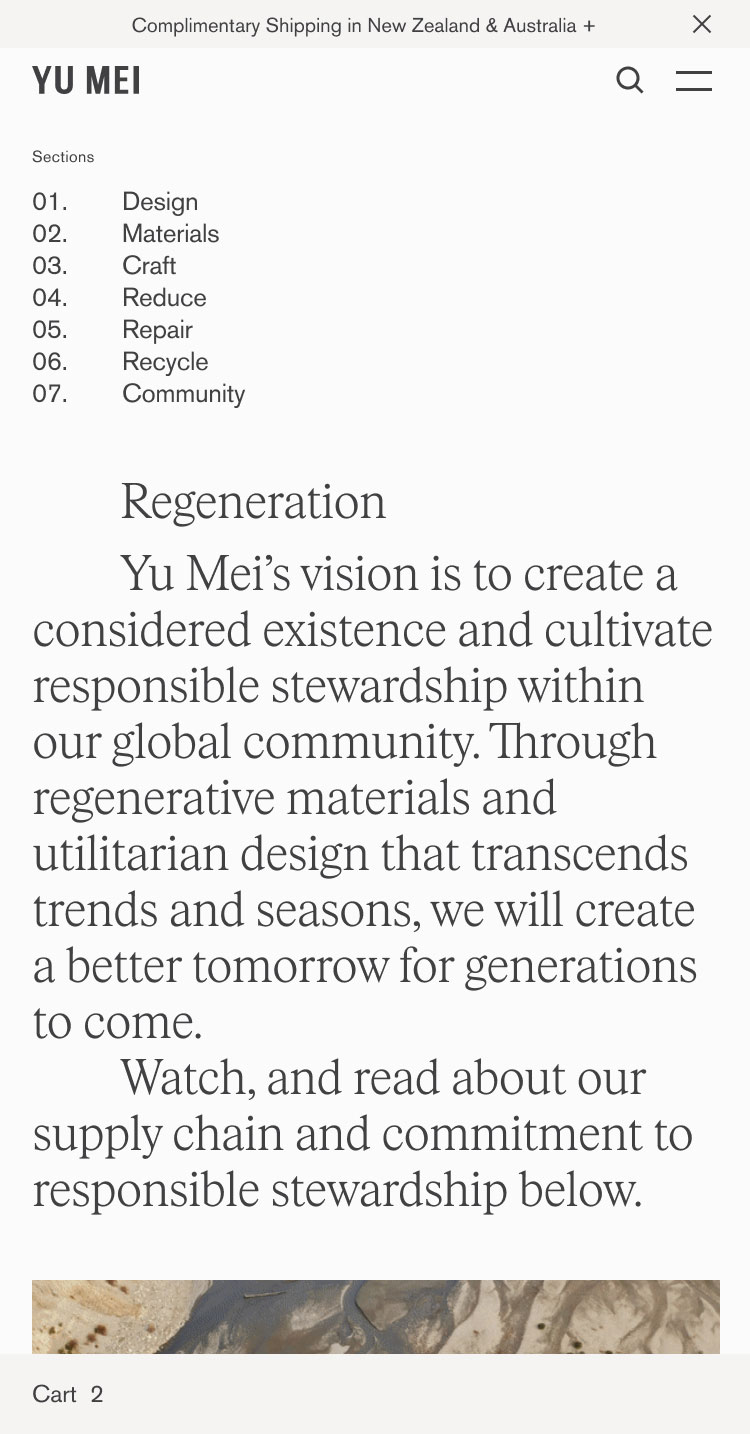 Complimentary Shipping in New Zealand & Australia +
YU MEI
Sections
01. Design
02. Materials
03. Craft
04. Reduce
05. Repair
06. Recycle
07. Community
Regeneration
Yu Mei’s vision is to create a
considered existence and cultivate
responsible stewardship within
our global community. Through
regenerative materials and
utilitarian design that transcends
trends and seasons, we will create
a better tomorrow for generations
to come.
Watch, and read about our
supply chain and commitment to
responsible stewardship below.
Cart 2